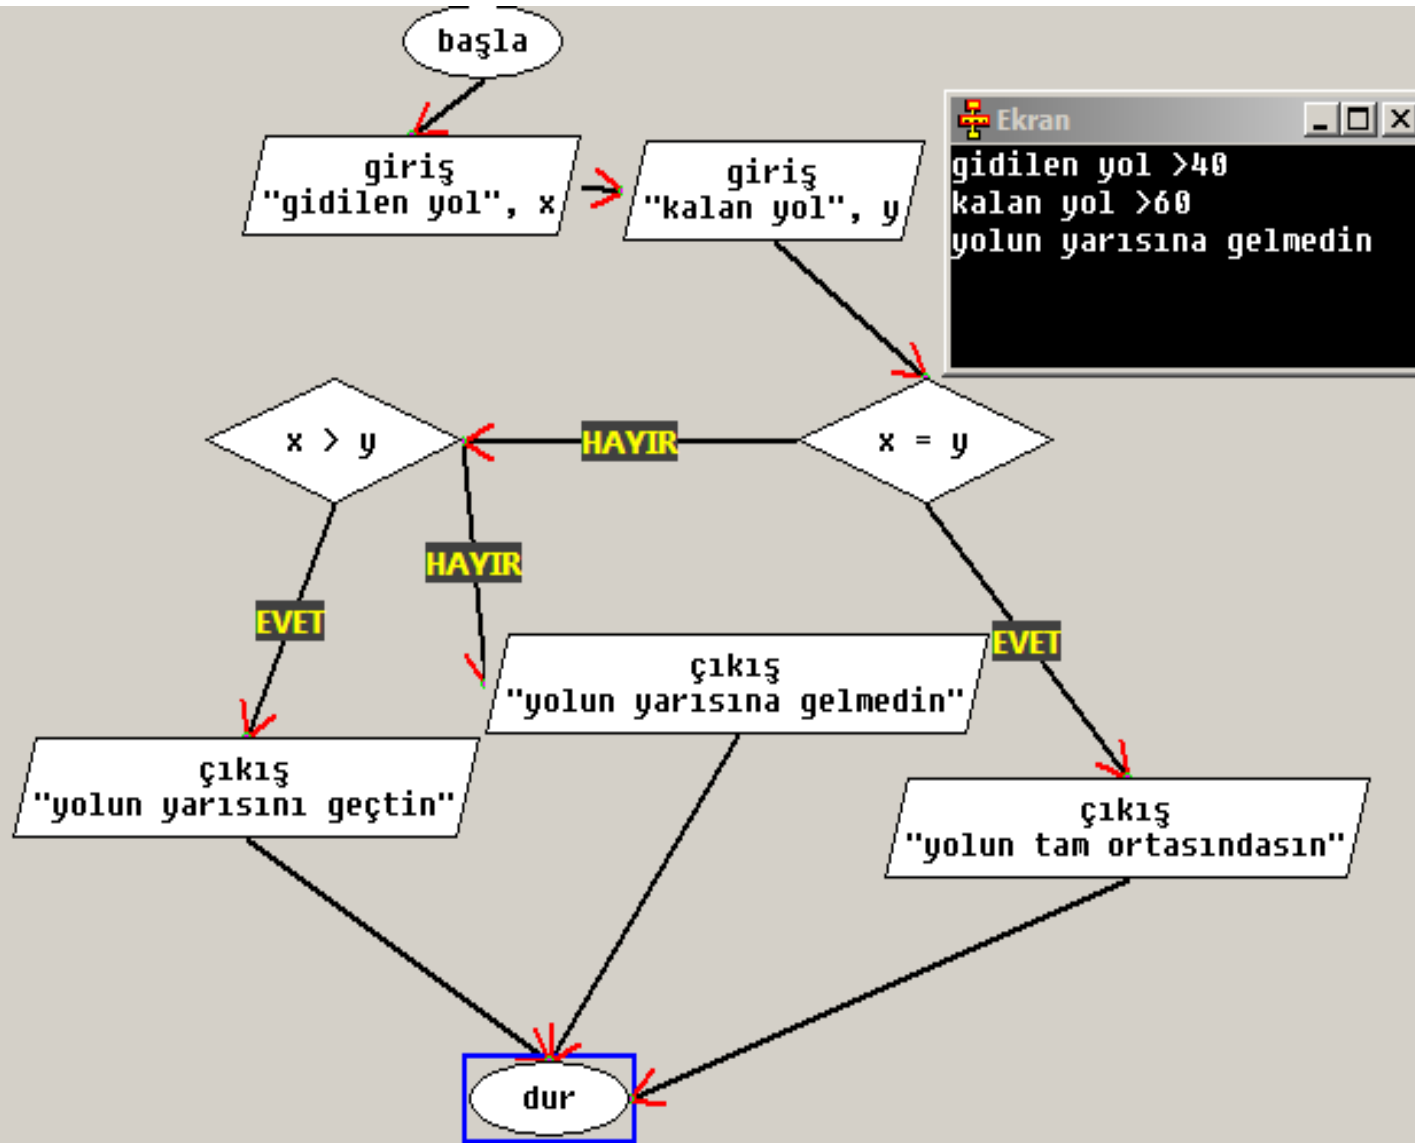 başla
giriş
"gidilen yol", x
giriş
"kalan yol", y
Ekran
gidilen yol >40
kalan yol >60
yolun yarısına gelmedin
x > y
HAYIR
x = y
HAYIR
EVET
EVET
çıkış
"yolun yarısına gelmedin"
çıkış
"yolun yarısını geçtin"
çıkış
"yolun tam ortasındasın"
dur